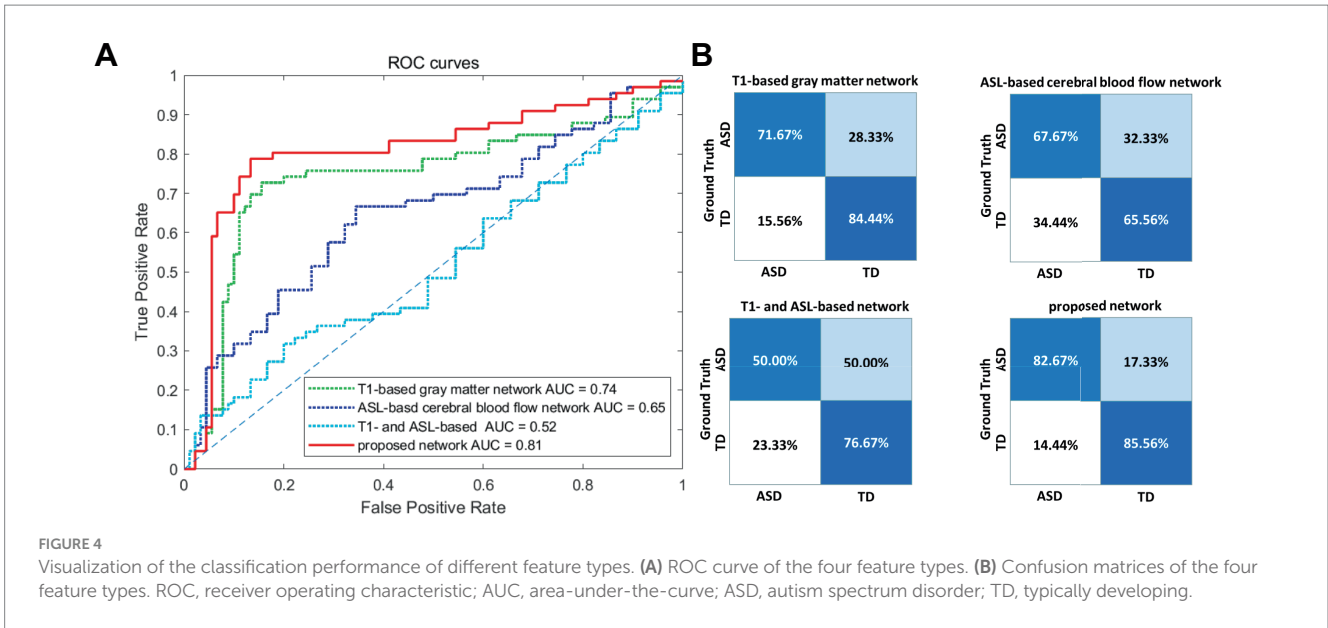 A
ROC curves
True Positive Rate
1
0.9
0.8
0.7
0.6
0.5
0.4
0.3
0.2
0.1
0
0
0.2
0.4
0.6
0.8
1
False Positive Rate
T1-based gray matter network AUC = 0.74
ASL-basd cerebral blood flow network AUC = 0.65
T1- and ASL-based AUC = 0.52
proposed network AUC = 0.81
B
T1-based gray matter network
Ground Truth
ASD
71.67%
28.33%
TD
15.56%
84.44%
ASD
TD
ASL-based cerebral blood flow network
Ground Truth
ASD
67.67%
32.33%
TD
34.44%
65.56%
ASD
TD
T1- and ASL-based network
Ground Truth
ASD
50.00%
50.00%
TD
23.33%
76.67%
ASD
TD
proposed network
Ground Truth
ASD
82.67%
17.33%
TD
14.44%
85.56%
ASD
TD
FIGURE 4
Visualization of the classification performance of different feature types. (A) ROC curve of the four feature types. (B) Confusion matrices of the four
feature types. ROC, receiver operating characteristic; AUC, area-under-the-curve; ASD, autism spectrum disorder; TD, typically developing.